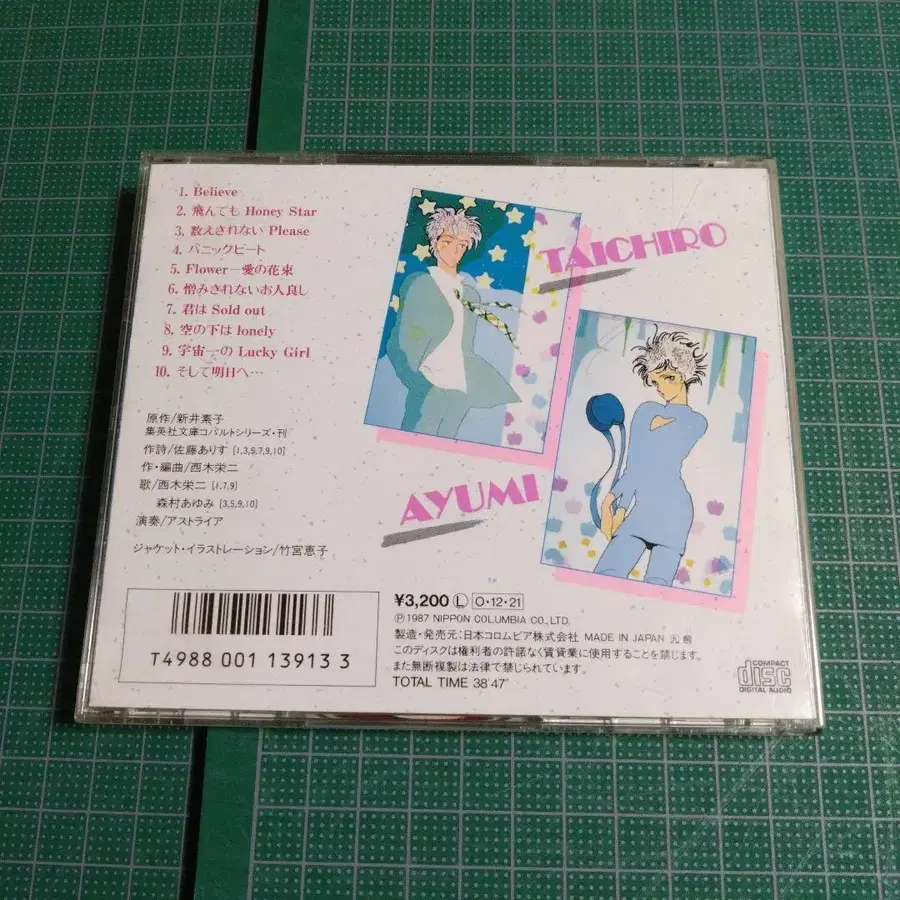 1. Believe
2. 飛んでも Honey Star
3. 数えきれない Please
4. パニックビート
5. Flower—愛の花束
6. 憎みきれないお人良し
7. 君は Sold out
8. 空の下は lonely
9. 宇宙一の Lucky Girl
10. そして明日へ…
TAICHIRO
AYUMI
原作/新井素子
集英社文庫コバルトシリーズ・刊
作詩/佐藤ありす [1,3,5,7,9,10]
作・編曲/西木栄二
歌/西木栄二 [1,7,9]
森村あゆみ [3,5,9,10]
演奏/アストライア
ジャケット・イラストレーション/竹宮恵子
T4988 001 13913 3
¥3,200 Ⓛ O・12・21
Ⓟ1987 NIPPON COLUMBIA CO., LTD.
製造・発売元:日本コロムビア株式会社 MADE IN JAPAN
このディスクは権利者の許諾なく賃貸業に使用することを禁じます。
また無断複製は法律で禁じられています。
TOTAL TIME 38'47"
COMPACT
disc
DIGITAL AUDIO